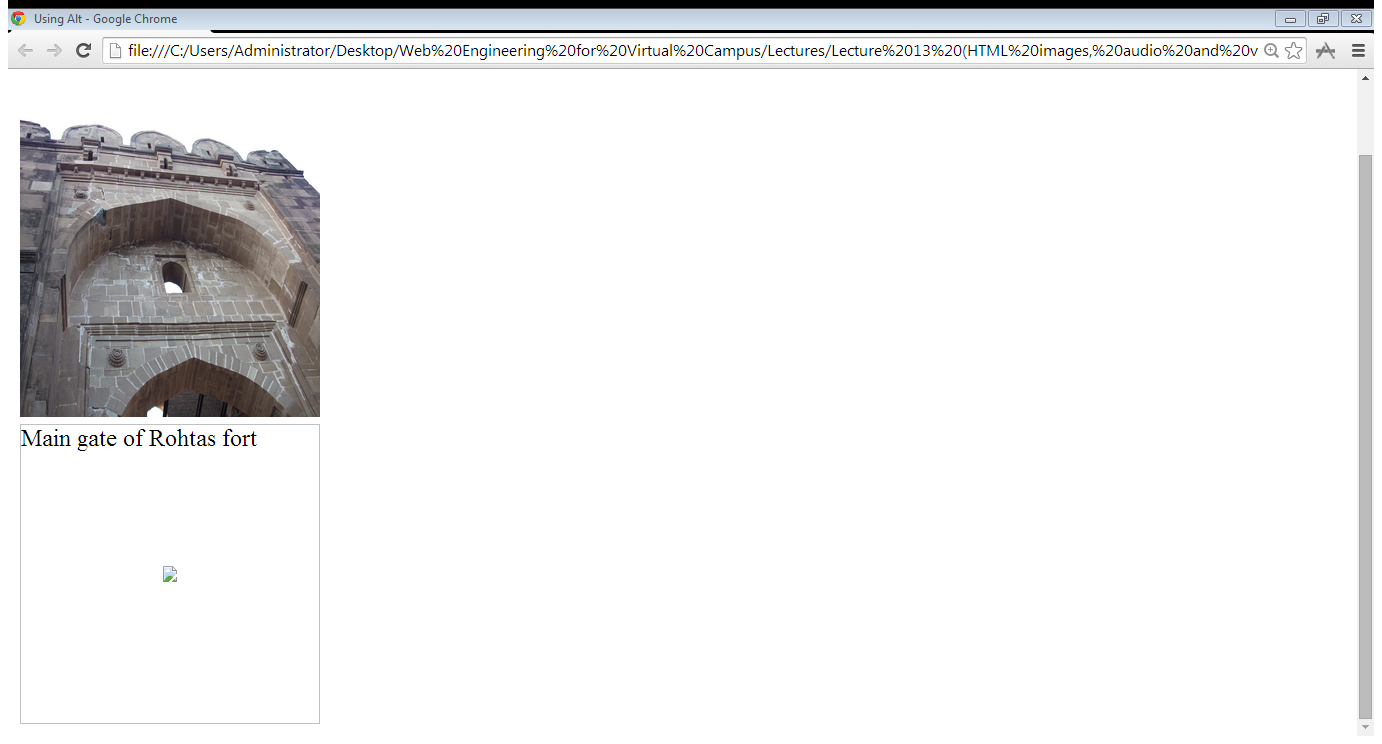 Using Alt - Google Chrome
file:///C:/Users/Administrator/Desktop/Web%20Engineering%20for%20Virtual%20Campus/Lectures/Lecture%2013%20(HTML%20images,%20audio%20and%20v
Main gate of Rohtas fort